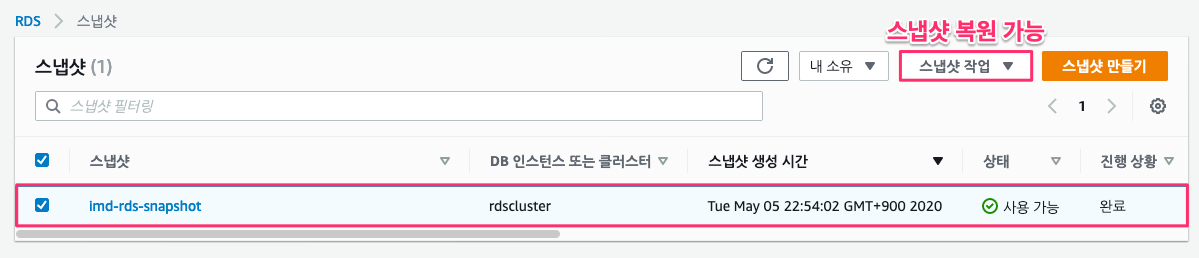 RDS > 스냅샷
스냅샷 복원 가능
스냅샷 (1)
내 소유
스냅샷 작업
스냅샷 만들기
스냅샷 필터링
1
스냅샷
DB 인스턴스 또는 클러스터
스냅샷 생성 시간
상태
진행 상황
imd-rds-snapshot
rdscluster
Tue May 05 22:54:02 GMT+900 2020
사용 가능
완료